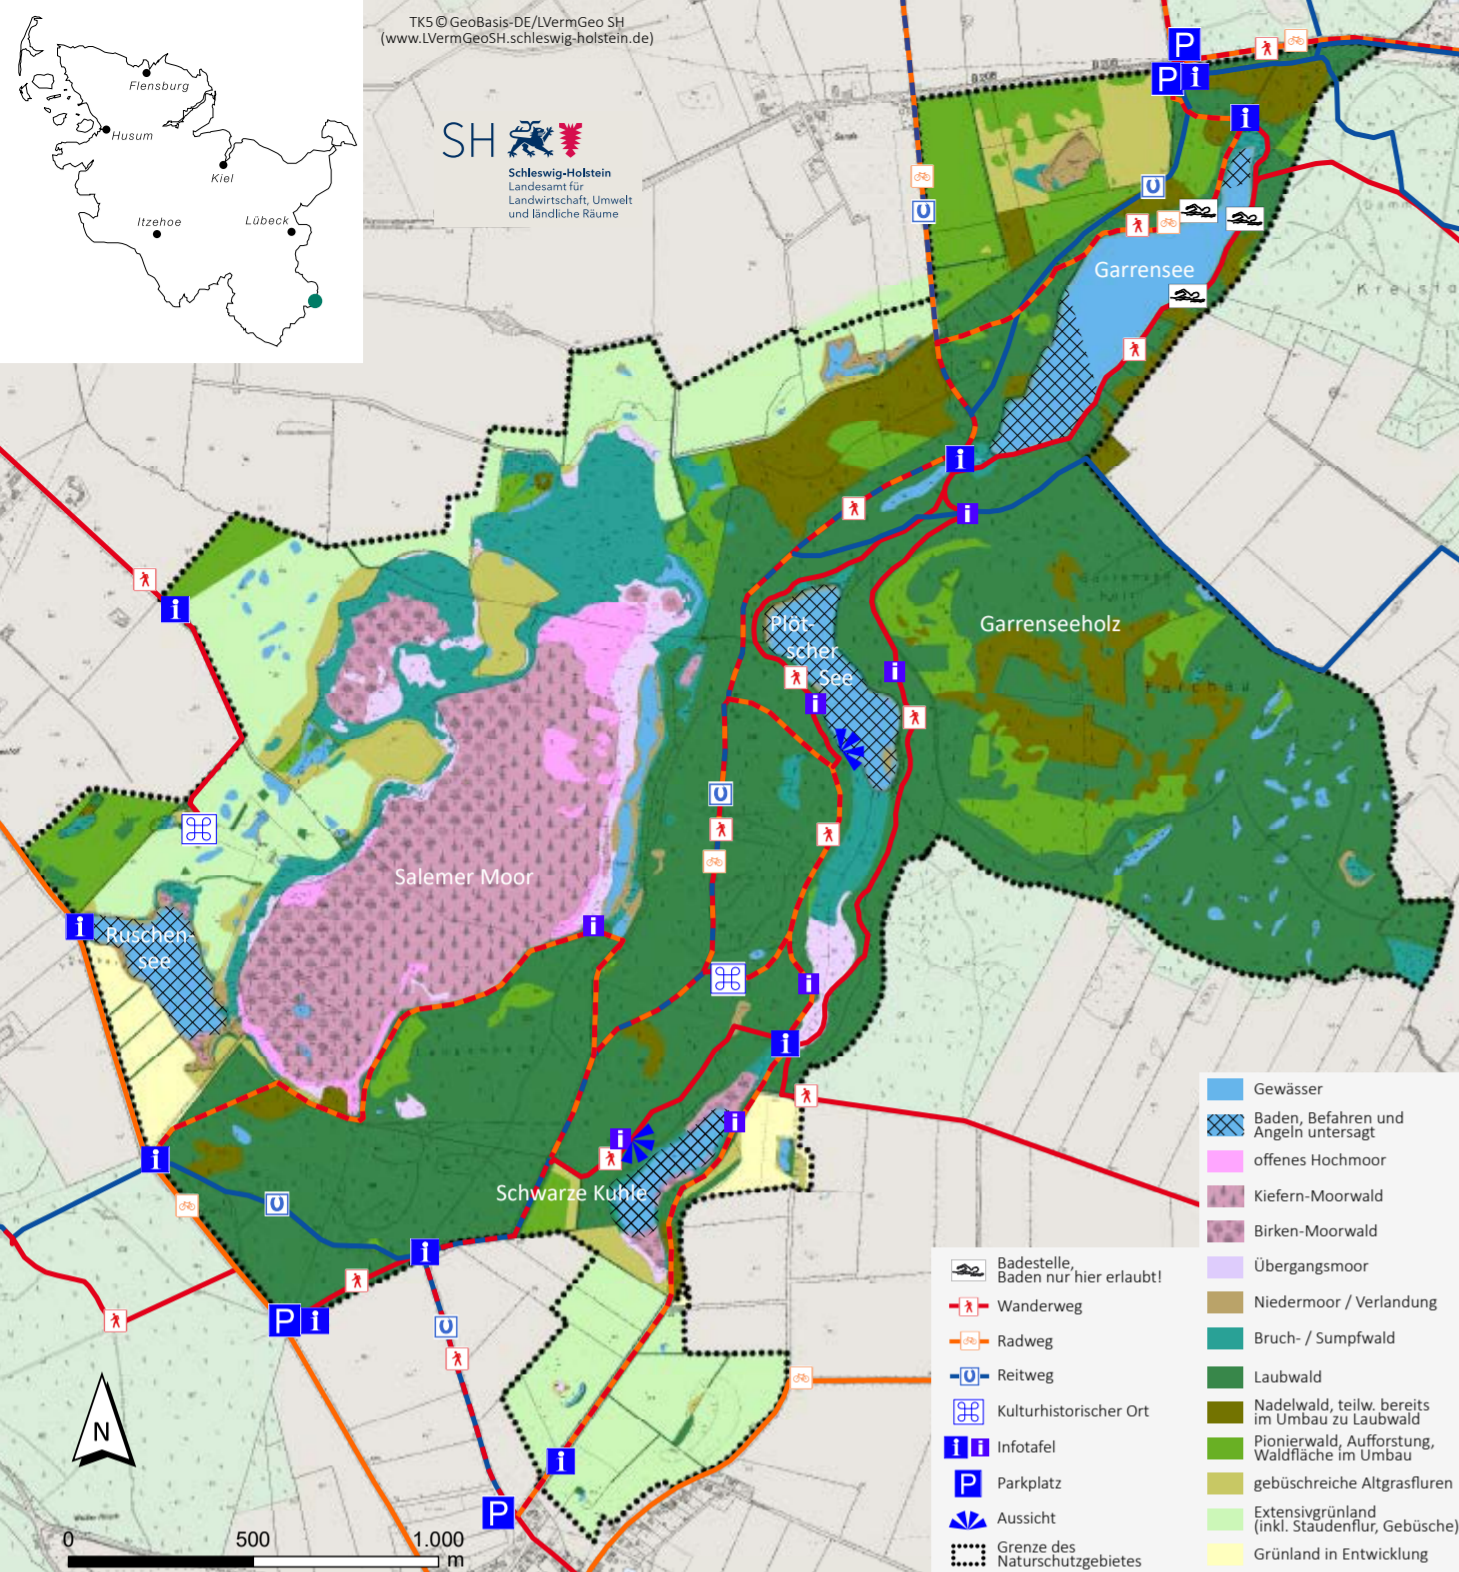 TK5 © GeoBasis-DE/LVermGeo SH
(www.LVermGeoSH.schleswig-holstein.de)
Flensburg
Husum
Kiel
Itzehoe
Lübeck
SH
Schleswig-Holstein
Landesamt für
Landwirtschaft, Umwelt
und ländliche Räume
P
P i
i
B 208
B 208
Sarak
Garrensee
i
i
i
Plöt-
scher
See
i
i
Garrenseeholz
Farchau
Salemer Moor
i
i
Ruschen-
see
i
i
i
Schwarze Kuhle
i
i
i
P i
i
P
N
0 500 1.000
m
Badestelle,
Baden nur hier erlaubt!
Wanderweg
Radweg
Reitweg
Kulturhistorischer Ort
i i Infotafel
P Parkplatz
Aussicht
Grenze des
Naturschutzgebietes
Gewässer
Baden, Befahren und
Angeln untersagt
offenes Hochmoor
Kiefern-Moorwald
Birken-Moorwald
Übergangsmoor
Niedermoor / Verlandung
Bruch- / Sumpfwald
Laubwald
Nadelwald, teilw. bereits
im Umbau zu Laubwald
Pionierwald, Aufforstung,
Waldfläche im Umbau
gebüschreiche Altgrasfluren
Extensivgrünland
(inkl. Staudenflur, Gebüsche)
Grünland in Entwicklung